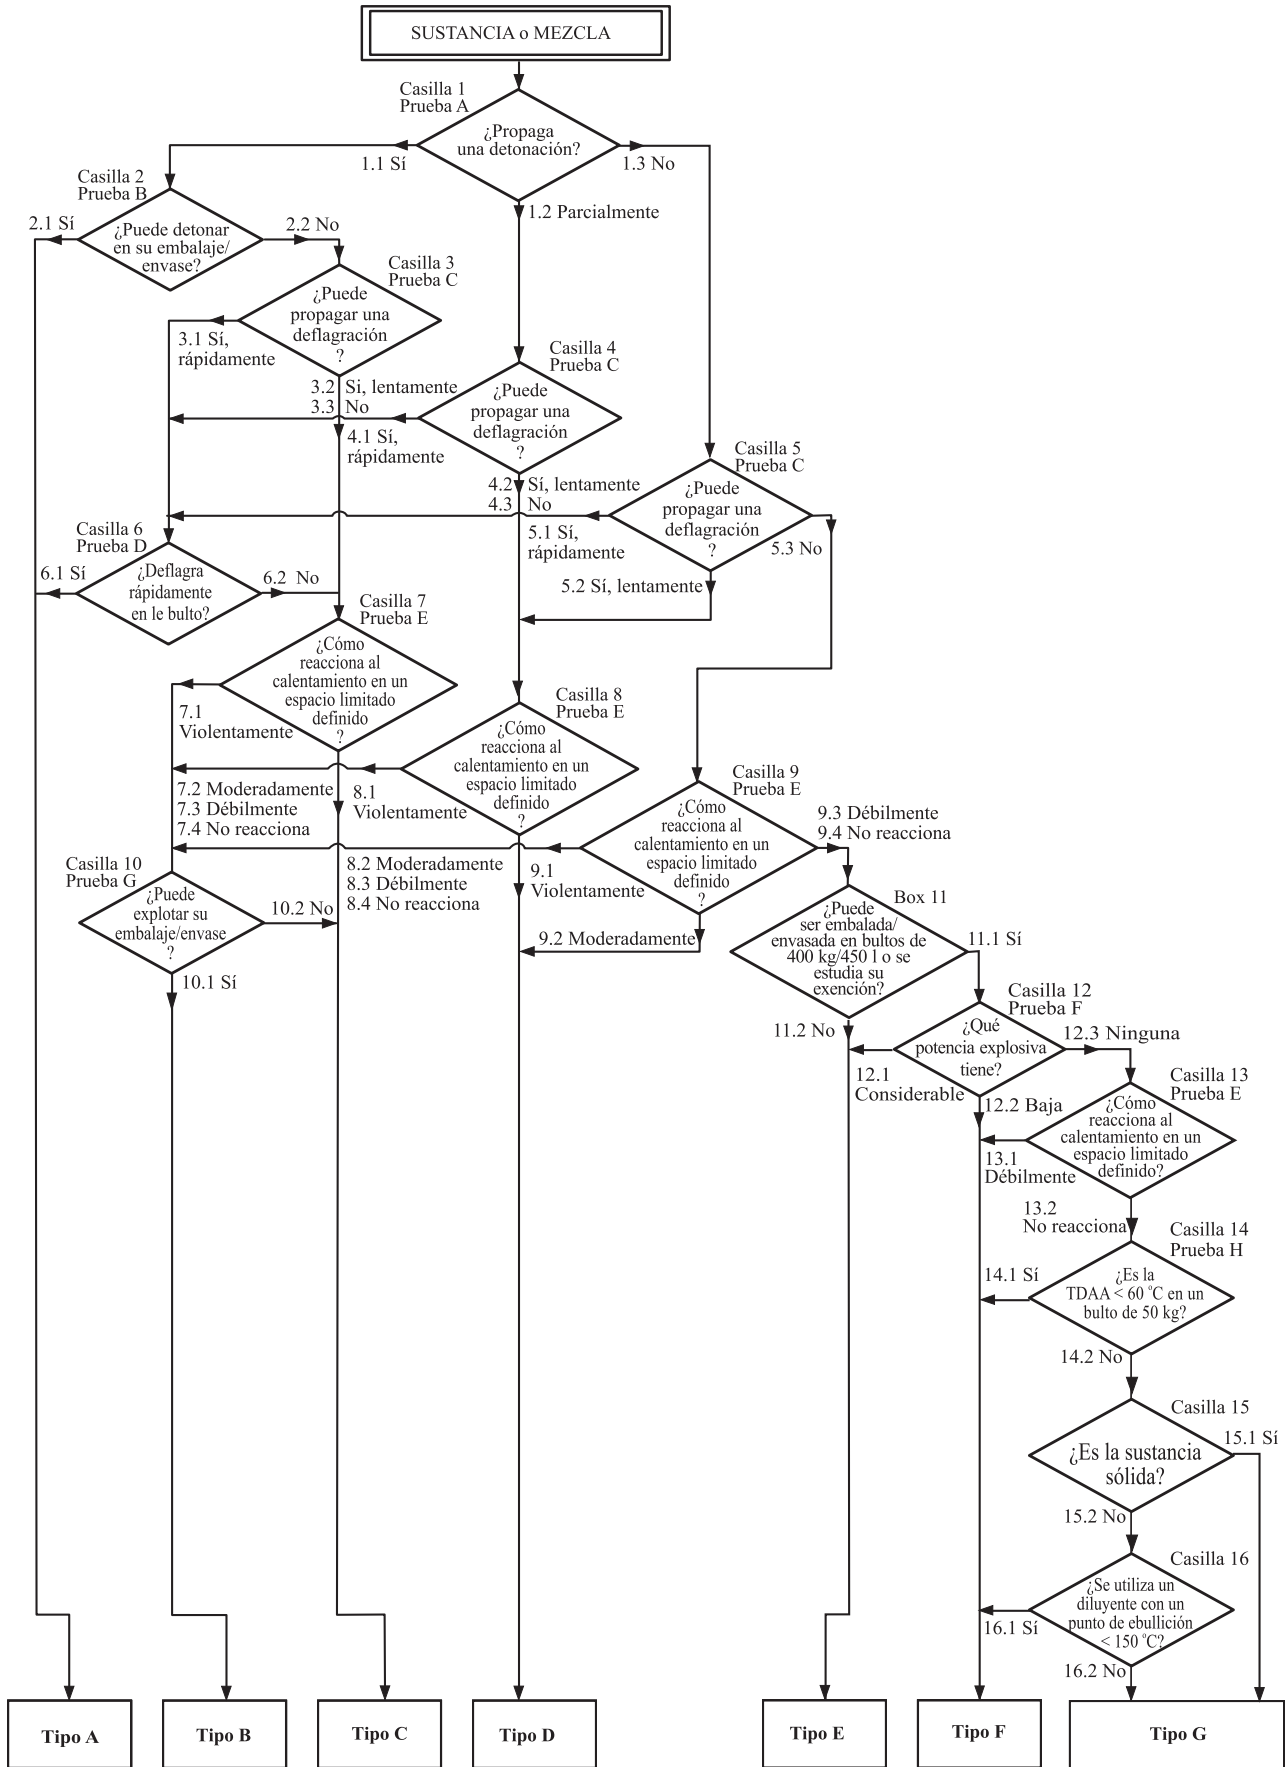 SUSTANCIA o MEZCLA
Casilla 1
Prueba A
¿Propaga
una detonación?
1.1 Sí
1.3 No
1.2 Parcialmente
Casilla 2
Prueba B
2.1 Sí
¿Puede detonar
en su embalaje/
envase?
2.2 No
Casilla 3
Prueba C
¿Puede
propagar una
deflagración
?
3.1 Sí,
rápidamente
3.2 Si, lentamente
3.3 No
Casilla 4
Prueba C
¿Puede
propagar una
deflagración
?
4.1 Sí,
rápidamente
4.2 Sí, lentamente
4.3 No
Casilla 5
Prueba C
¿Puede
propagar una
deflagración
?
5.1 Sí,
rápidamente
5.3 No
5.2 Sí, lentamente
Casilla 6
Prueba D
6.1 Sí
¿Deflagra
rápidamente
en le bulto?
6.2 No
Casilla 7
Prueba E
¿Cómo
reacciona al
calentamiento en un
espacio limitado
definido
?
7.1
Violentamente
7.2 Moderadamente
7.3 Débilmente
7.4 No reacciona
Casilla 8
Prueba E
¿Cómo
reacciona al
calentamiento en un
espacio limitado
definido
?
8.1
Violentamente
8.2 Moderadamente
8.3 Débilmente
8.4 No reacciona
Casilla 9
Prueba E
¿Cómo
reacciona al
calentamiento en un
espacio limitado
definido
?
9.3 Débilmente
9.4 No reacciona
9.1
Violentamente
9.2 Moderadamente
Casilla 10
Prueba G
¿Puede
explotar su
embalaje/envase
?
10.2 No
10.1 Sí
Box 11
¿Puede
ser embalada/
envasada en bultos de
400 kg/450 l o se
estudia su
exención?
11.1 Sí
11.2 No
Casilla 12
Prueba F
¿Qué
potencia explosiva
tiene?
12.3 Ninguna
12.1
Considerable
12.2 Baja
Casilla 13
Prueba E
¿Cómo
reacciona al
calentamiento en un
espacio limitado
definido?
13.1
Débilmente
13.2
No reacciona
Casilla 14
Prueba H
14.1 Sí
¿Es la
TDAA < 60 °C en un
bulto de 50 kg?
14.2 No
Casilla 15
¿Es la sustancia
sólida?
15.1 Sí
15.2 No
Casilla 16
¿Se utiliza un
diluyente con un
punto de ebullición
< 150 °C?
16.1 Sí
16.2 No
Tipo A
Tipo B
Tipo C
Tipo D
Tipo E
Tipo F
Tipo G